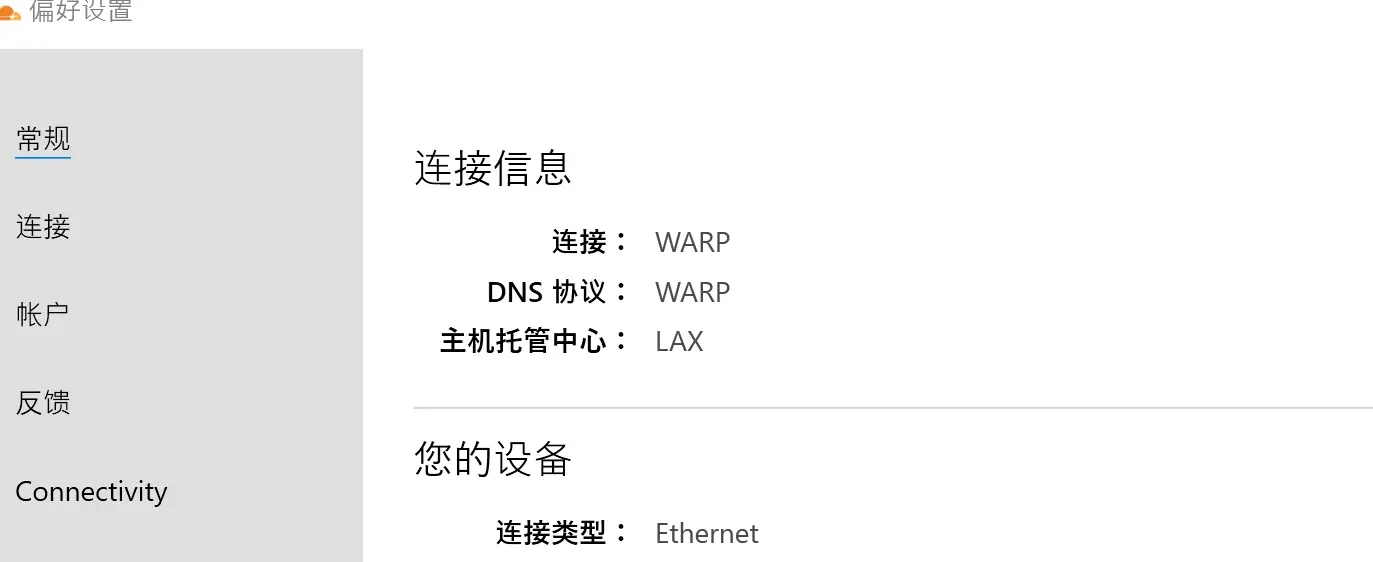 偏好设置
常规
连接
帐户
反馈
Connectivity
连接信息
连接： WARP
DNS 协议： WARP
主机托管中心： LAX
您的设备
连接类型： Ethernet